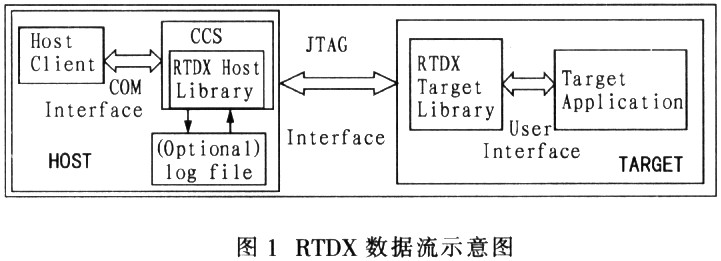 Host
Client
COM
Interface
CCS
RTDX Host
Library
(Optional)
log file
HOST
JTAG
Interface
RTDX
Target
Library
User
Interface
Target
Application
TARGET
图 1 RTDX 数据流示意图